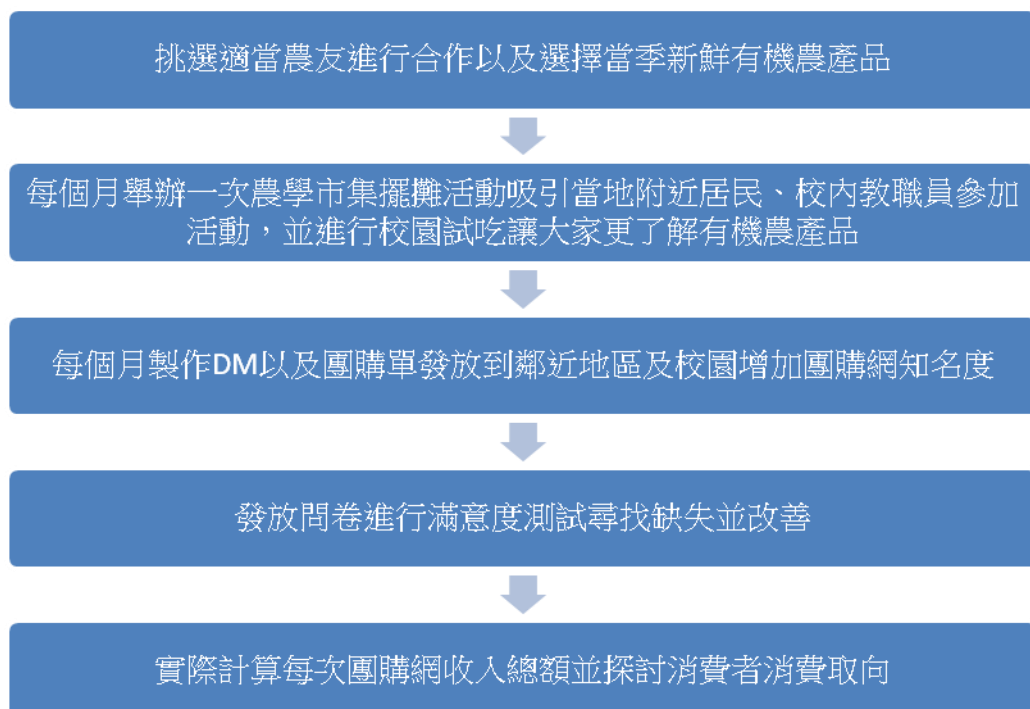 挑選適當農友進行合作以及選擇當季新鮮有機農產品
每個月舉辦一次農學市集擺攤活動吸引當地附近居民、校內教職員參加
活動，並進行校園試吃讓大家更了解有機農產品
每個月製作DM以及團購單發放到鄰近地區及校園增加團購網知名度
發放問卷進行滿意度測試尋找缺失並改善
實際計算每次團購網收入總額並探討消費者消費取向